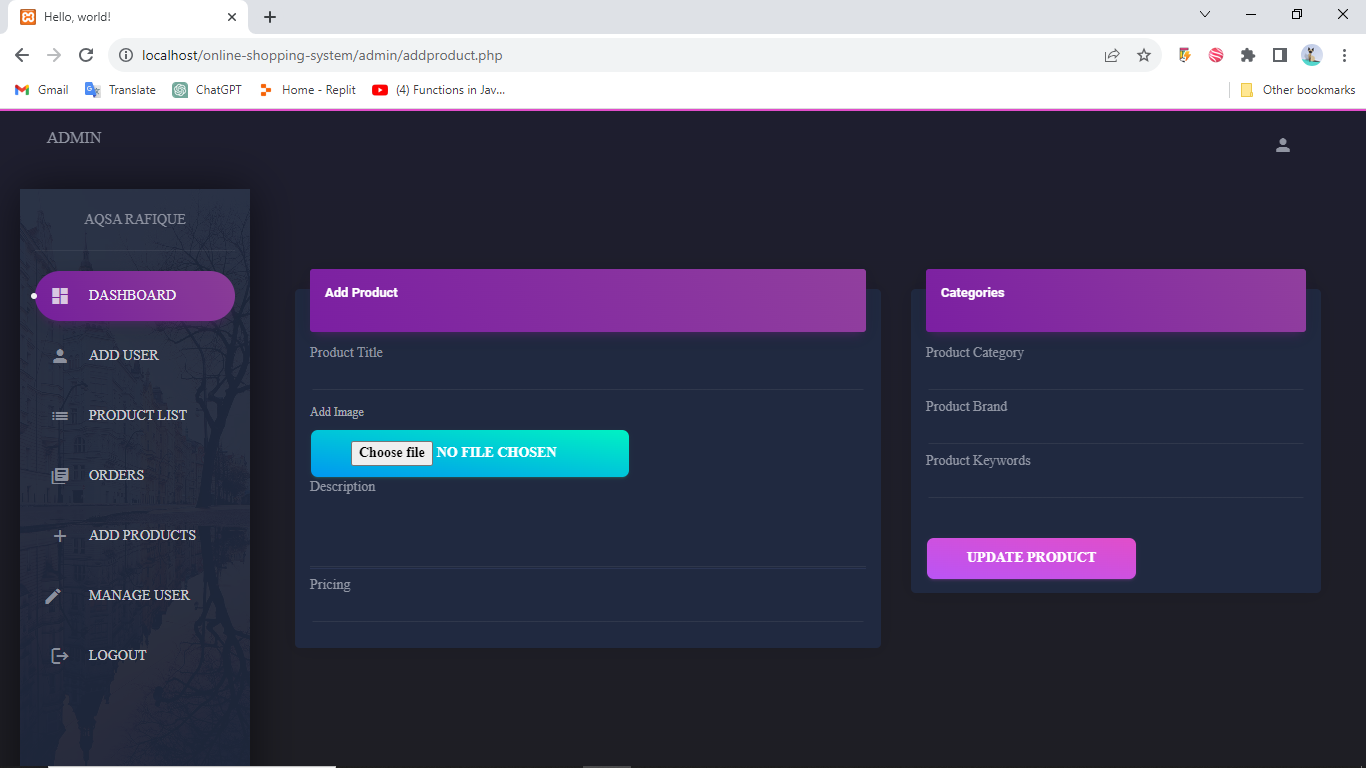 Hello, world!
localhost/online-shopping-system/admin/addproduct.php
Gmail Translate ChatGPT Home - Replit (4) Functions in Jav... Other bookmarks
ADMIN
AQSA RAFIQUE
DASHBOARD
ADD USER
PRODUCT LIST
ORDERS
ADD PRODUCTS
MANAGE USER
LOGOUT
Add Product
Product Title
Add Image
Choose file NO FILE CHOSEN
Description
Pricing
Categories
Product Category
Product Brand
Product Keywords
UPDATE PRODUCT